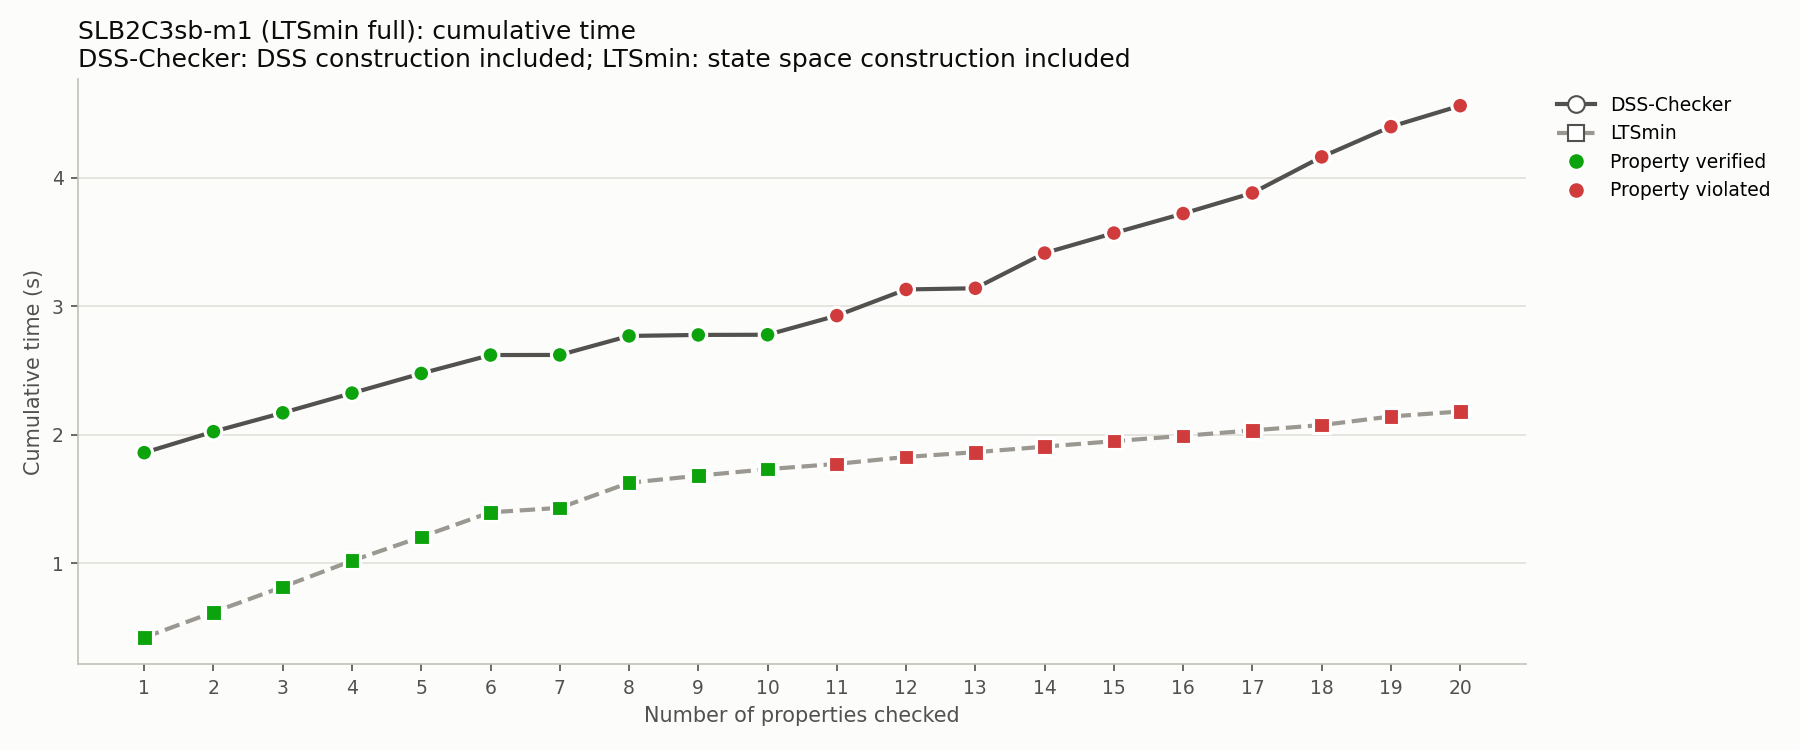 SLB2C3sb-m1 (LTSmin full): cumulative time
DSS-Checker: DSS construction included; LTSmin: state space construction included
DSS-Checker
LTSmin
Property verified
Property violated
Cumulative time (s)
4
3
2
1
1 2 3 4 5 6 7 8 9 10 11 12 13 14 15 16 17 18 19 20
Number of properties checked